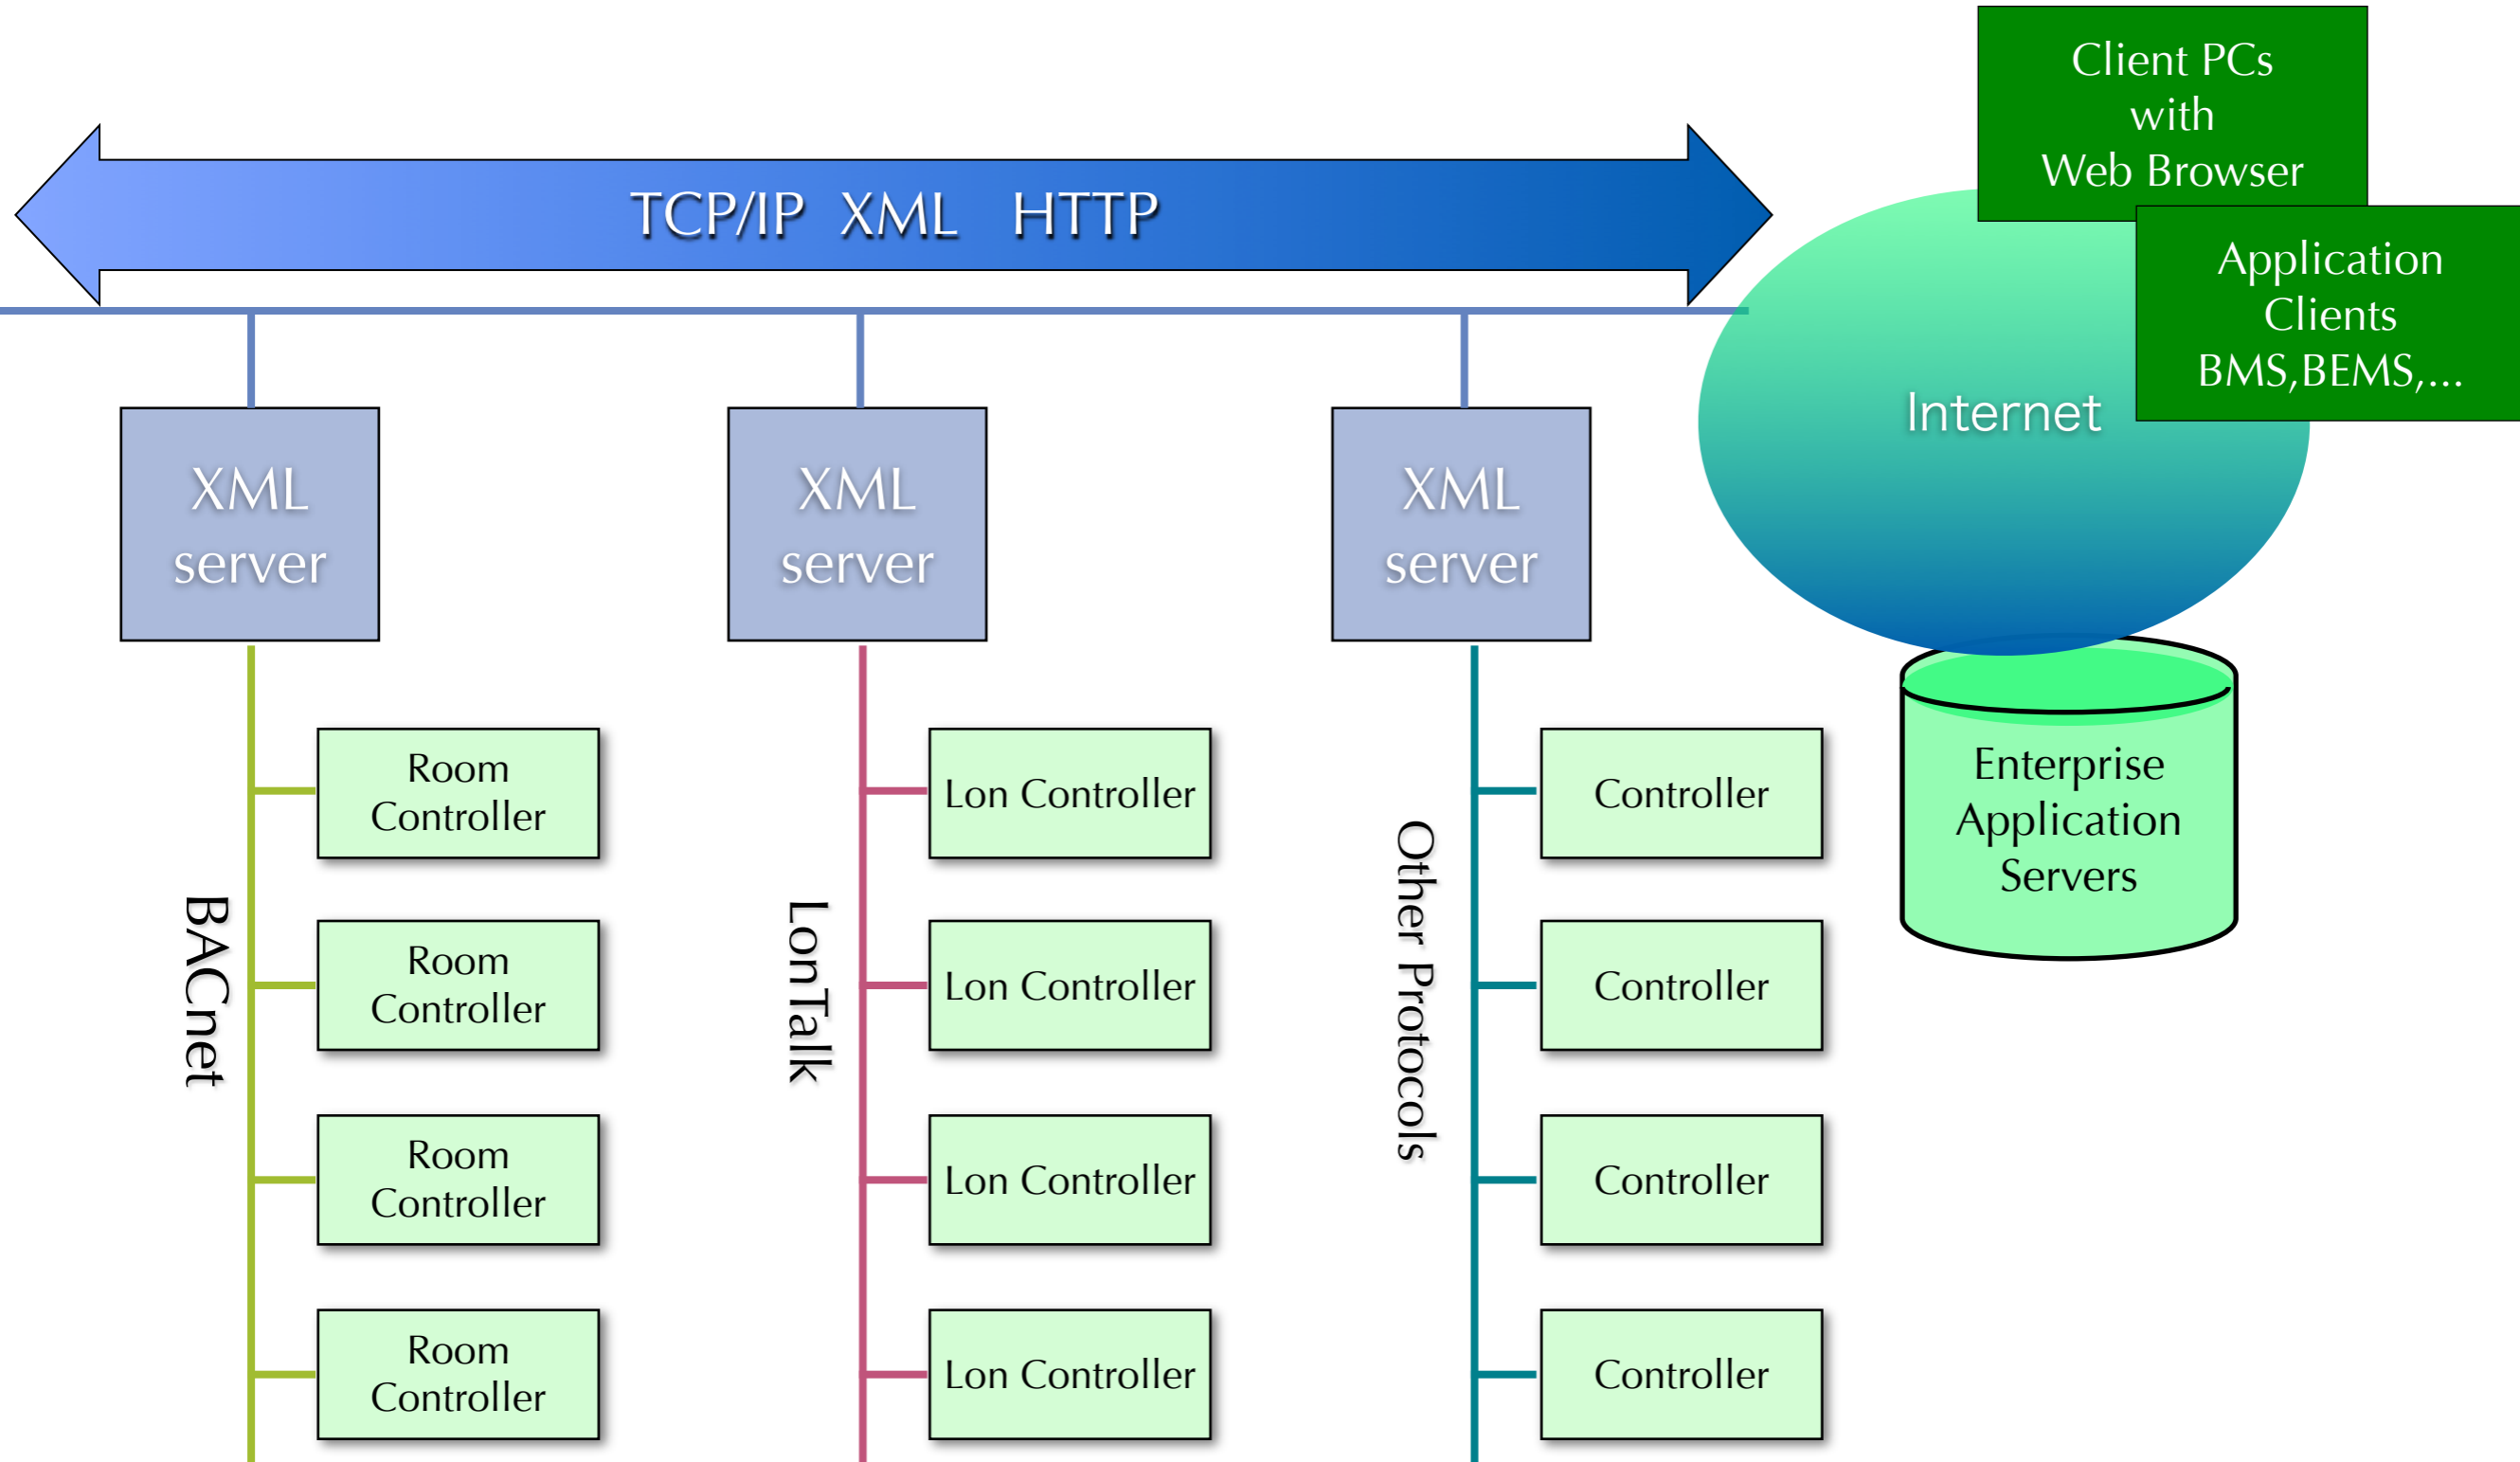 Client PCs
with
Web Browser
TCP/IP XML HTTP
Application
Clients
BMS,BEMS,...
Internet
XML
server
XML
server
XML
server
Enterprise
Application
Servers
BACnet
Room
Controller
Room
Controller
Room
Controller
Room
Controller
LonTalk
Lon Controller
Lon Controller
Lon Controller
Lon Controller
Other Protocols
Controller
Controller
Controller
Controller